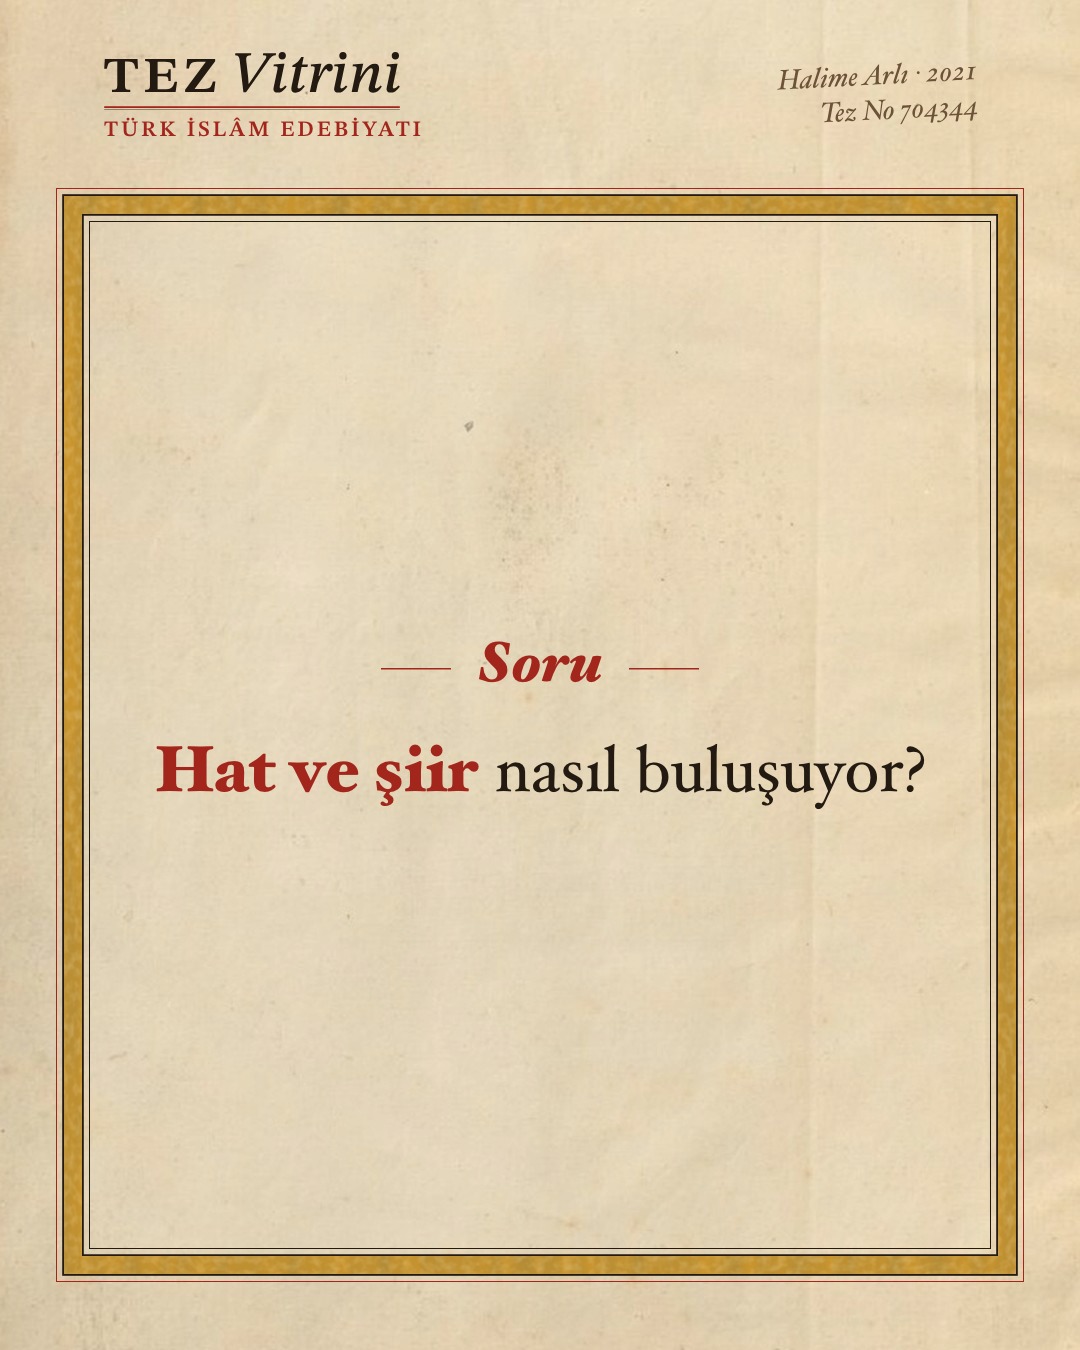 TEZ Vitrini
TÜRK İSLÂM EDEBİYATI
Halime Arlı · 2021
Tez No 704344
Soru
Hat ve şiir nasıl buluşuyor?